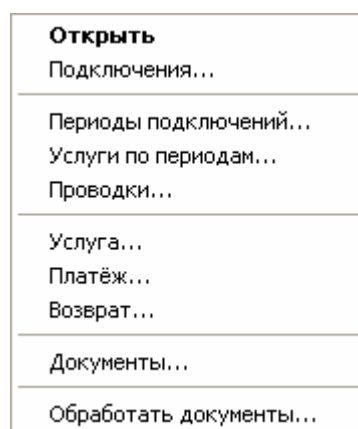 Открыть
Подключения...
Периоды подключений...
Услуги по периодам...
Проводки...
Услуга...
Платёж...
Возврат...
Документы...
Обработать документы...